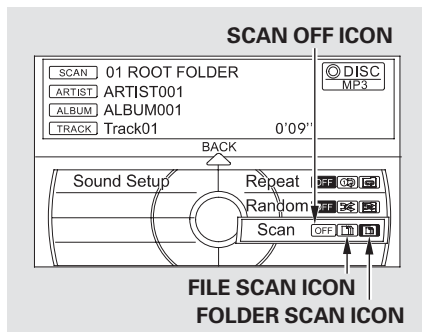 SCAN OFF ICON
SCAN 01 ROOT FOLDER
DISC
MP3
ARTIST ARTIST001
ALBUM ALBUM001
TRACK Track01 0'09"
BACK
Sound Setup Repeat OFF
Random OFF
Scan OFF
FILE SCAN ICON
FOLDER SCAN ICON